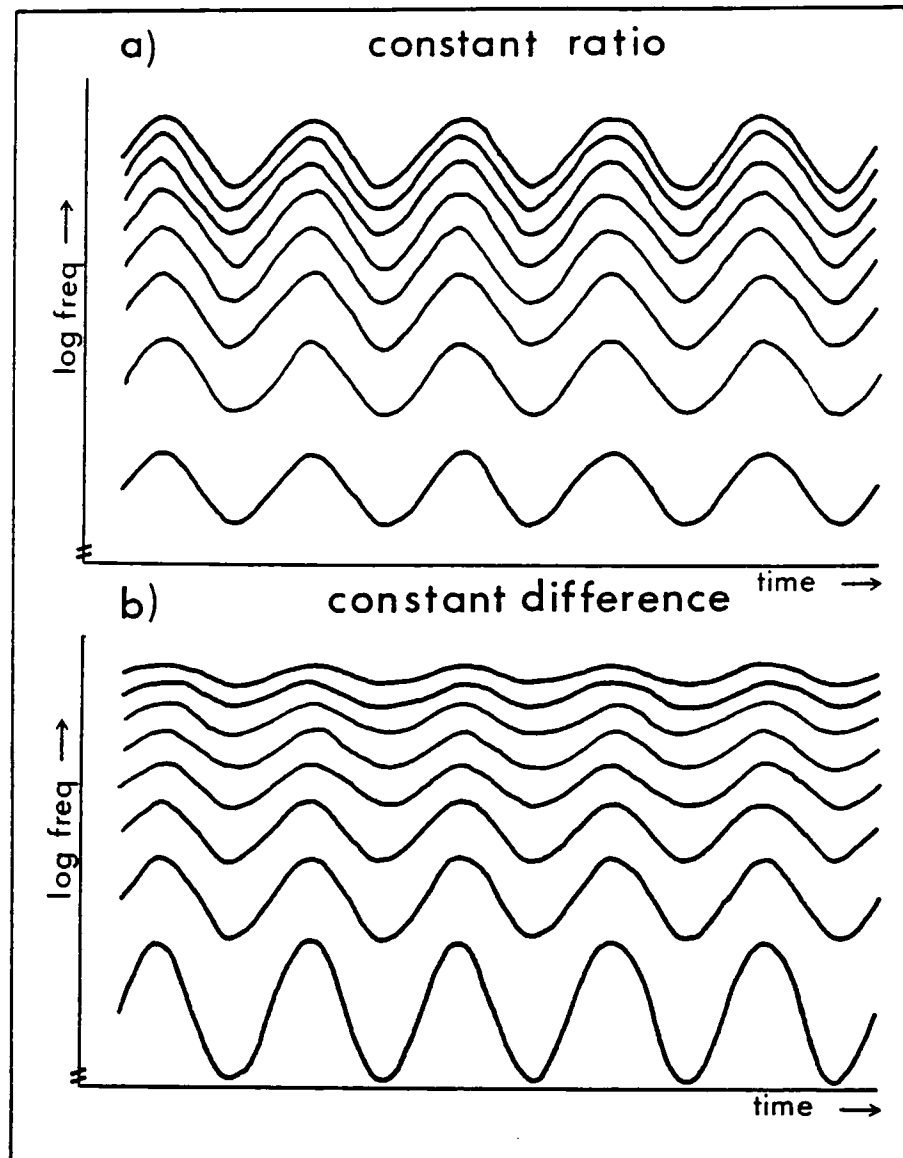 a) constant ratio
log freq →
time →
b) constant difference
log freq →
time →